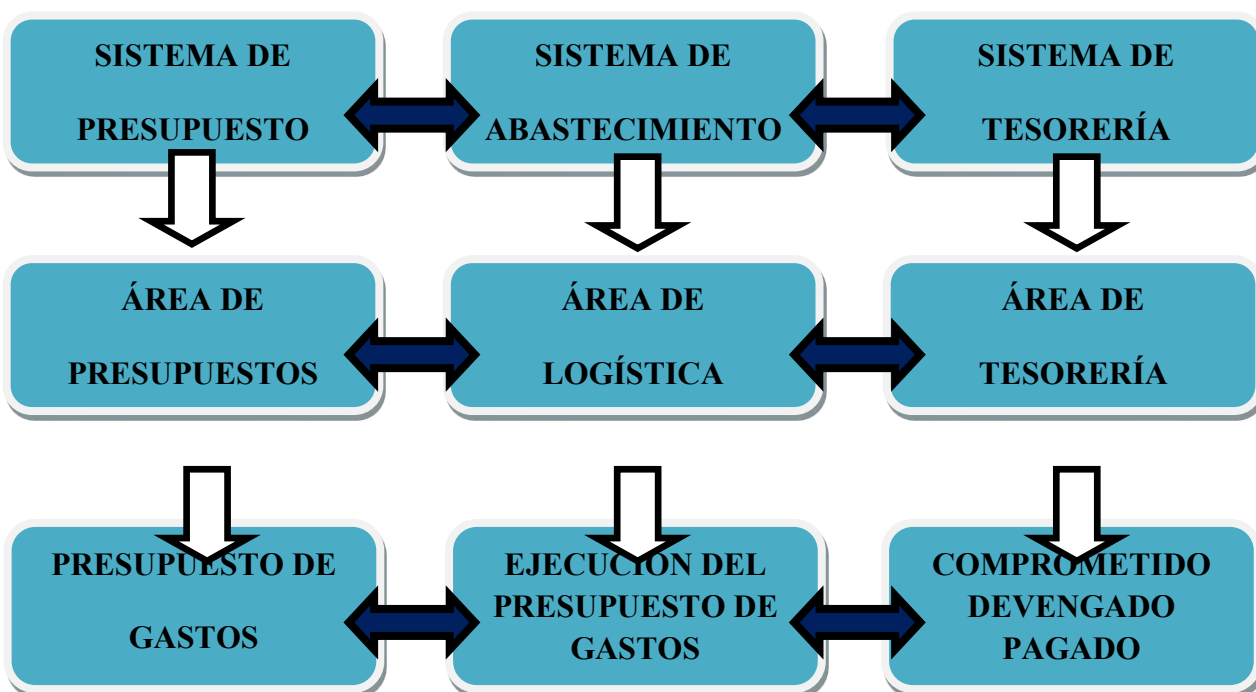 SISTEMA DE
PRESUPUESTO
SISTEMA DE
ABASTECIMIENTO
SISTEMA DE
TESORERÍA
ÁREA DE
PRESUPUESTOS
ÁREA DE
LOGÍSTICA
ÁREA DE
TESORERÍA
PRESUPUESTO DE
GASTOS
EJECUCIÓN DEL
PRESUPUESTO DE
GASTOS
COMPROMETIDO
DEVENGADO
PAGADO